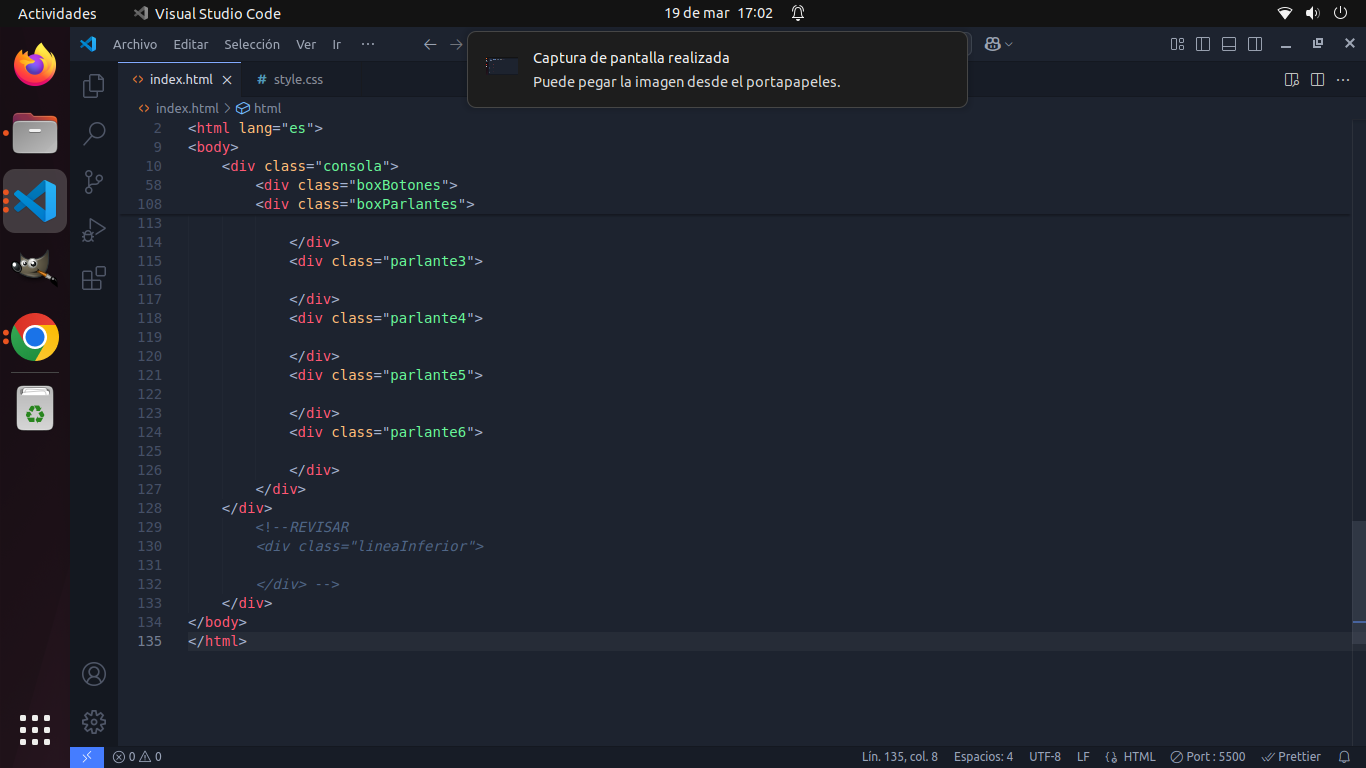 Actividades
Visual Studio Code
19 de mar 17:02
Archivo Editar Selección Ver Ir ···
Captura de pantalla realizada
Puede pegar la imagen desde el portapapeles.
<> index.html ×
# style.css
<> index.html > html
2 <html lang="es">
9 <body>
10 <div class="consola">
58 <div class="boxBotones">
108 <div class="boxParlantes">
113
114 </div>
115 <div class="parlante3">
116
117 </div>
118 <div class="parlante4">
119
120 </div>
121 <div class="parlante5">
122
123 </div>
124 <div class="parlante6">
125
126 </div>
127 </div>
128 </div>
129 <!--REVISAR
130 <div class="lineaInferior">
131
132 </div> -->
133 </div>
134 </body>
135 </html>
0 0 Lín. 135, col. 8 Espacios: 4 UTF-8 LF HTML Port : 5500 Prettier